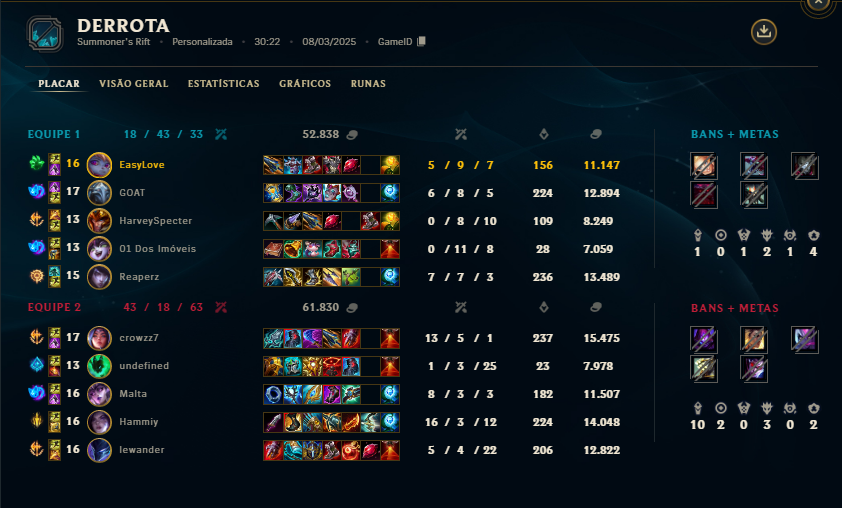 DERROTA
Summoner's Rift • Personalizada • 30:22 • 08/03/2025 • GameID
PLACAR VISÃO GERAL ESTATÍSTICAS GRÁFICOS RUNAS
EQUIPE 1 18 / 43 / 33 52.838 BANS + METAS
16 EasyLove 5 / 9 / 7 156 11.147
17 GOAT 6 / 8 / 5 224 12.894
13 HarveySpecter 0 / 8 / 10 109 8.249
13 01 Dos Imóveis 0 / 11 / 8 28 7.059
15 Reaperz 7 / 7 / 3 236 13.489
1 0 1 2 1 4
EQUIPE 2 43 / 18 / 63 61.830 BANS + METAS
17 crowzz7 13 / 5 / 1 237 15.475
13 undefined 1 / 3 / 25 23 7.978
16 Malta 8 / 3 / 3 182 11.507
16 Hammiy 16 / 3 / 12 224 14.048
16 lewander 5 / 4 / 22 206 12.822
10 2 0 3 0 2